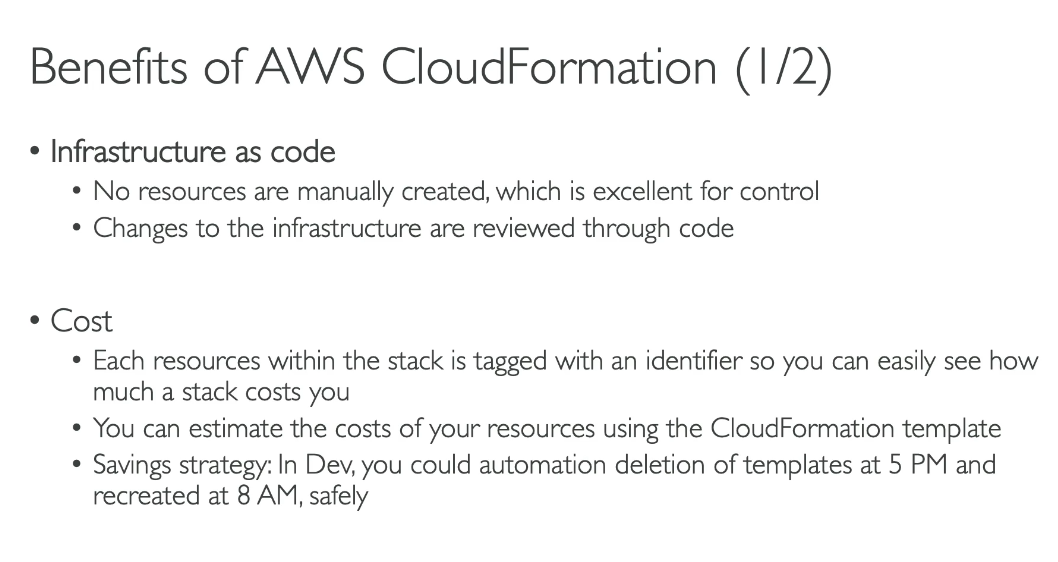 Benefits of AWS CloudFormation (1/2)
• Infrastructure as code
• No resources are manually created, which is excellent for control
• Changes to the infrastructure are reviewed through code
• Cost
• Each resources within the stack is tagged with an identifier so you can easily see how
much a stack costs you
• You can estimate the costs of your resources using the CloudFormation template
• Savings strategy: In Dev, you could automation deletion of templates at 5 PM and
recreated at 8 AM, safely